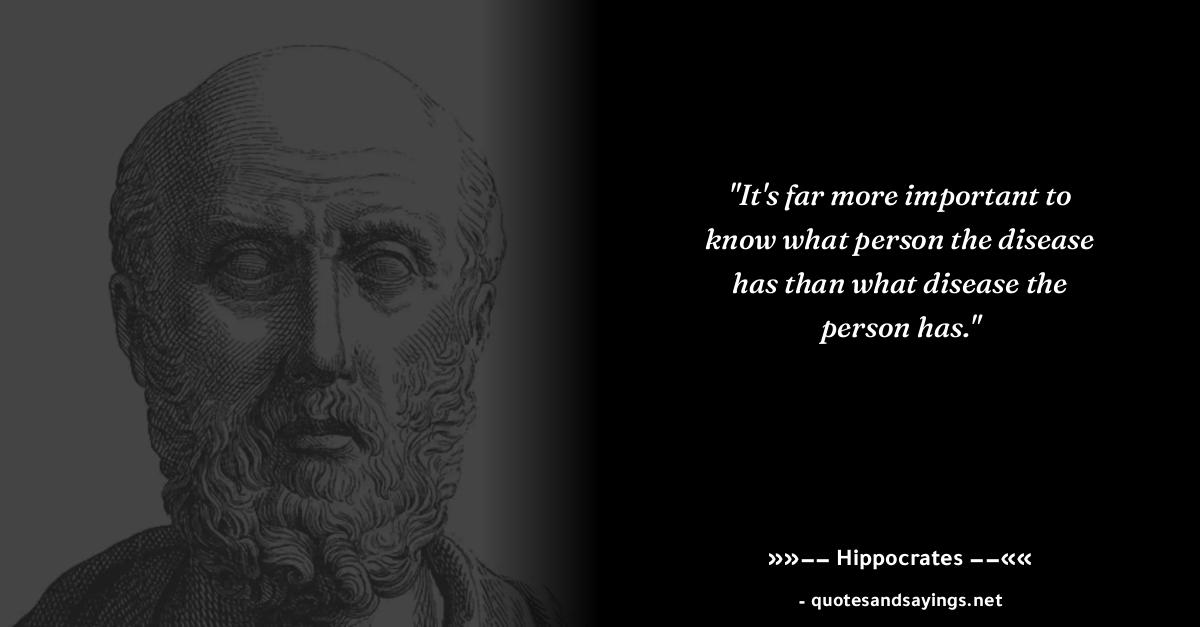 "It's far more important to
know what person the disease
has than what disease the
person has."
»»−− Hippocrates −−««
- quotesandsayings.net